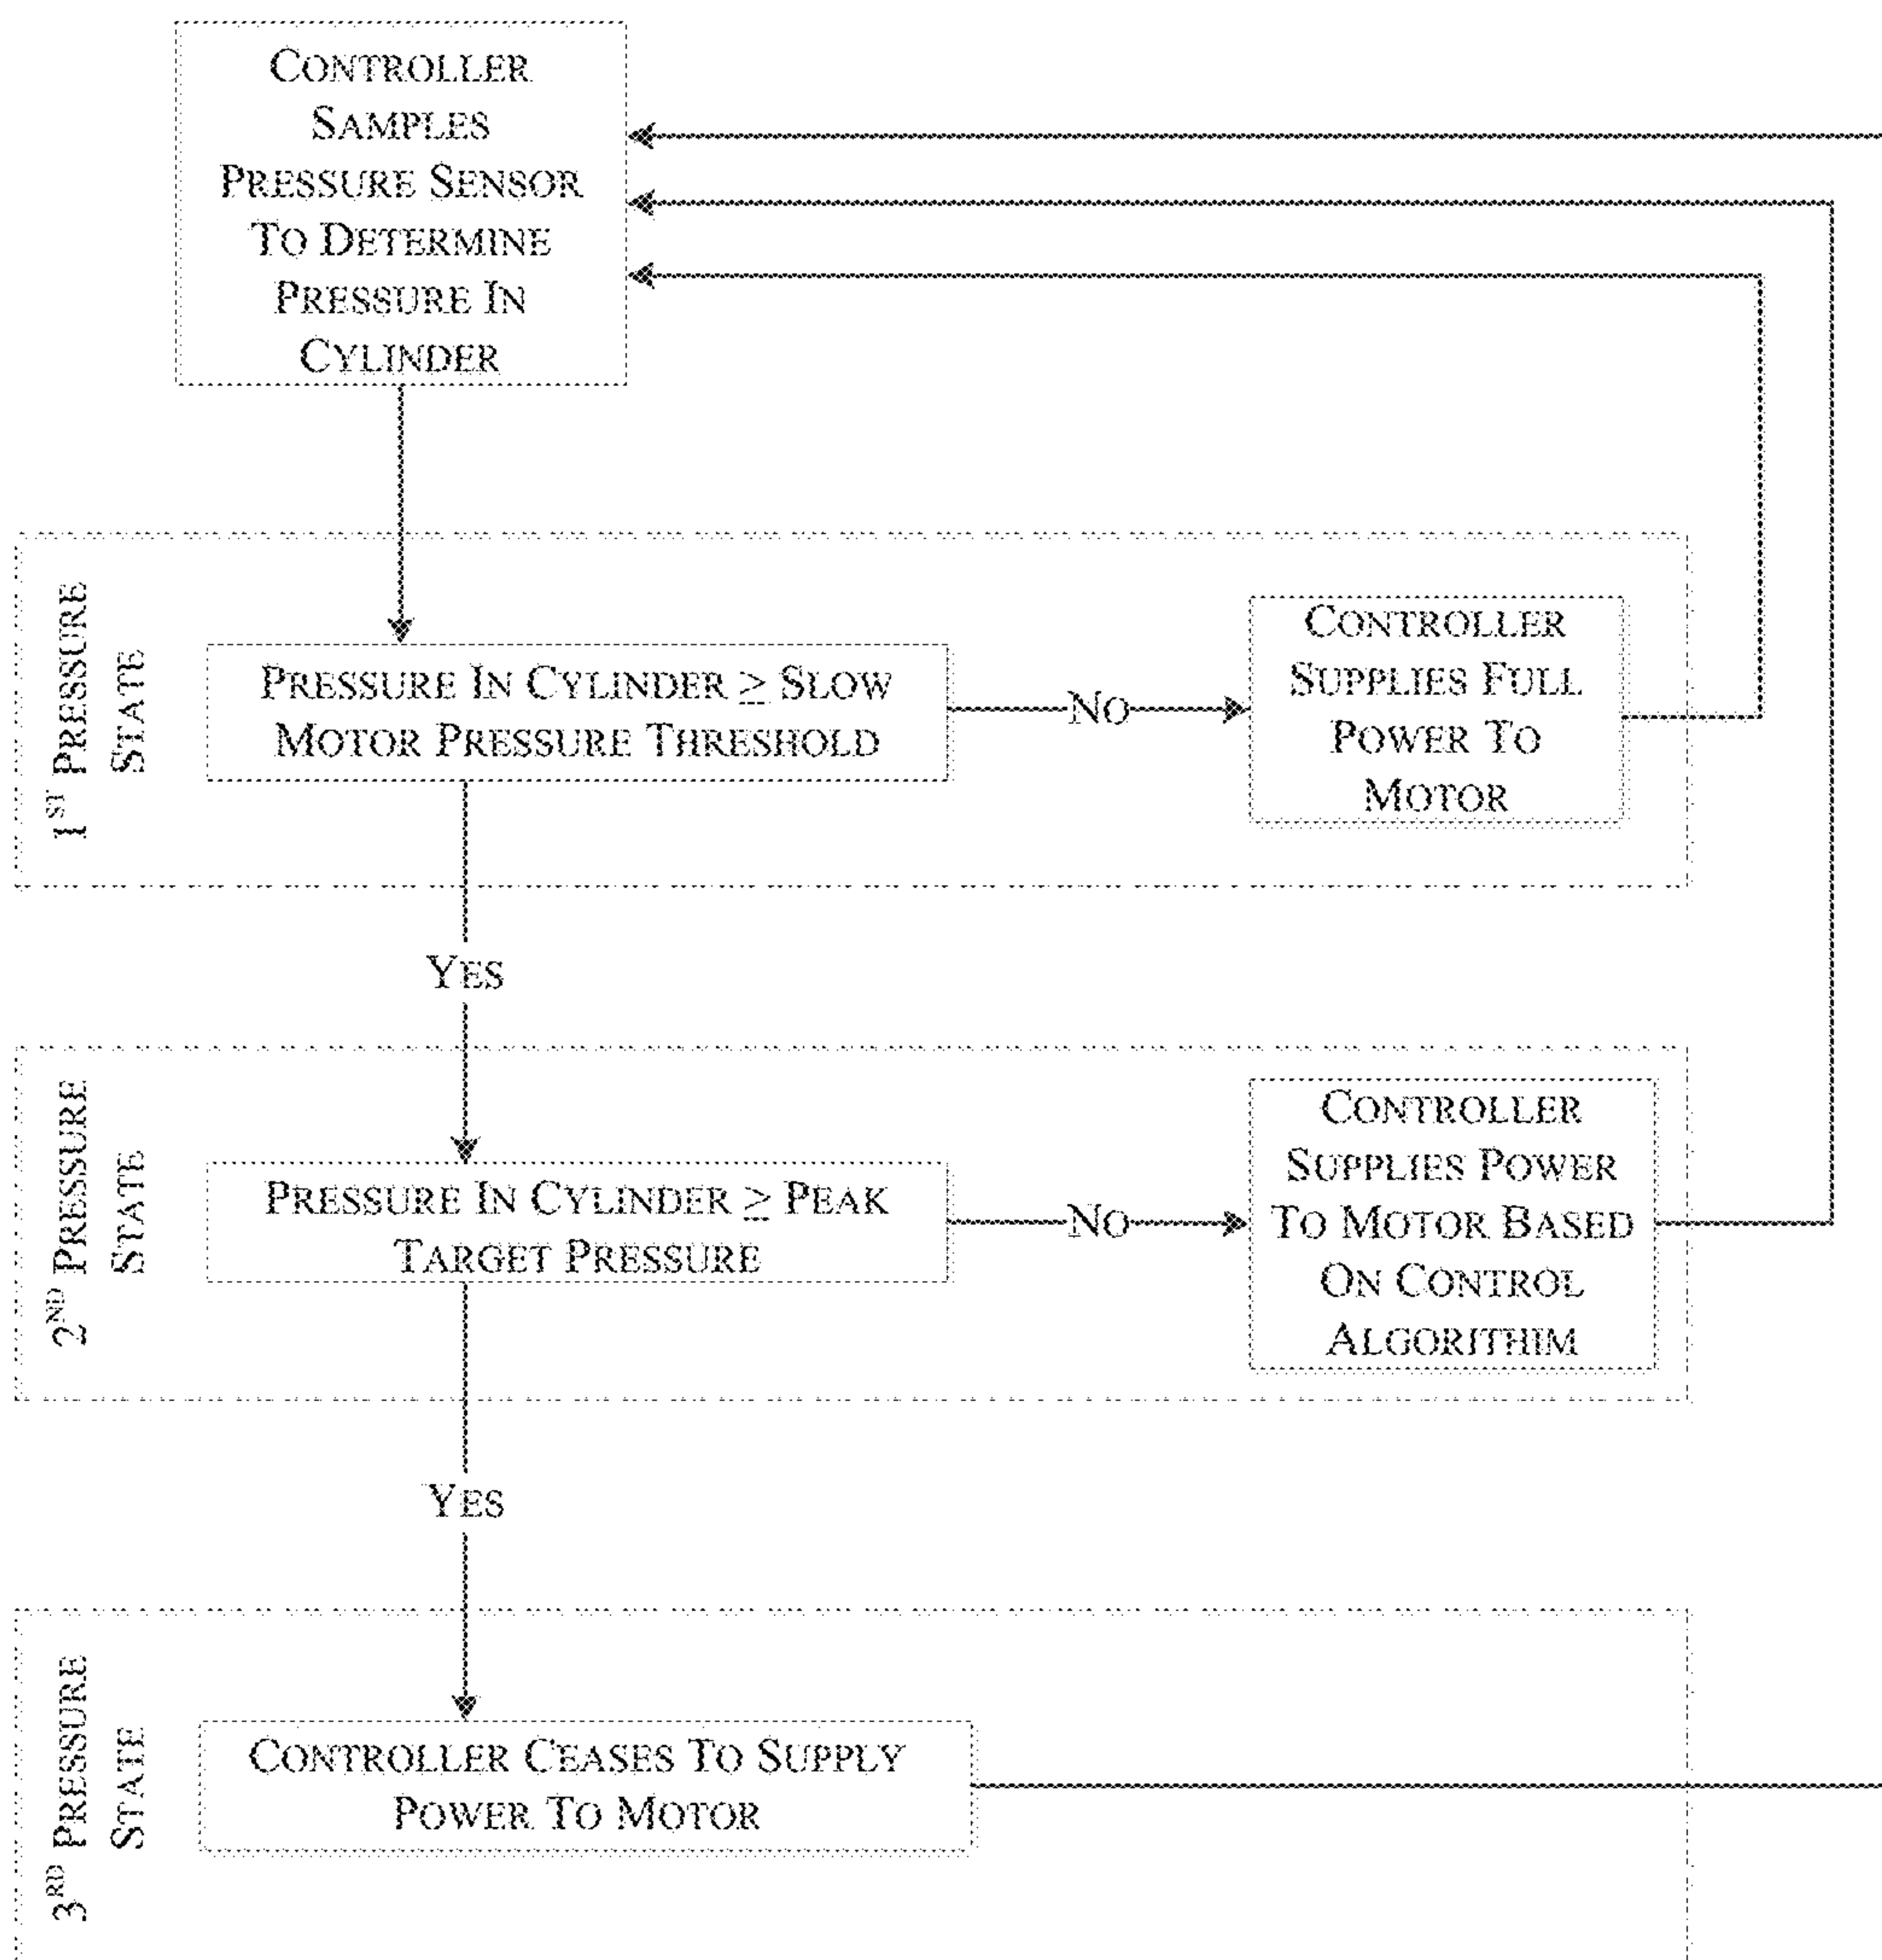 CONTROLLER
SAMPLES
PRESSURE SENSOR
TO DETERMINE
PRESSURE IN
CYLINDER
1ST PRESSURE
STATE
PRESSURE IN CYLINDER ≥ SLOW
MOTOR PRESSURE THRESHOLD
NO
CONTROLLER
SUPPLIES FULL
POWER TO
MOTOR
YES
2ND PRESSURE
STATE
PRESSURE IN CYLINDER ≥ PEAK
TARGET PRESSURE
NO
CONTROLLER
SUPPLIES POWER
TO MOTOR BASED
ON CONTROL
ALGORITHIM
YES
3RD PRESSURE
STATE
CONTROLLER CEASES TO SUPPLY
POWER TO MOTOR